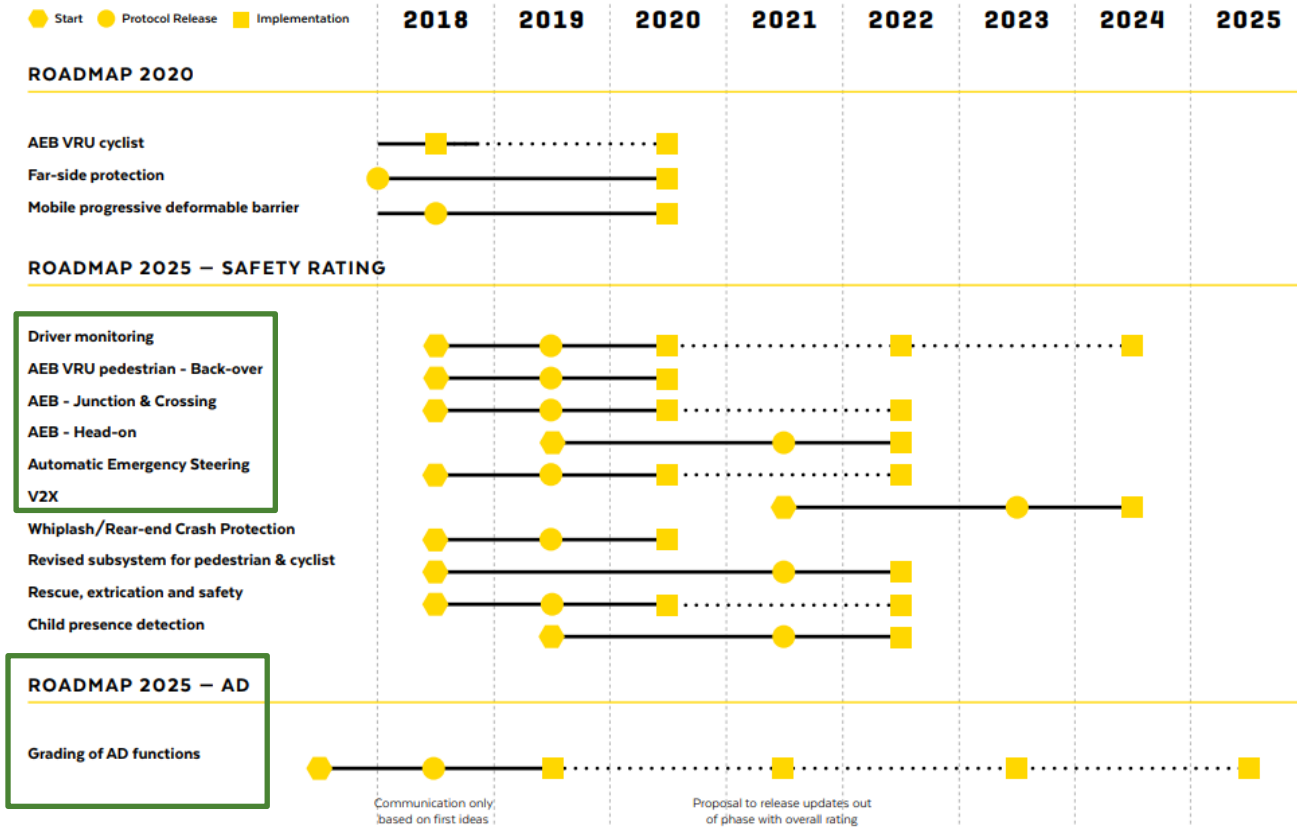 Start Protocol Release Implementation 2018 2019 2020 2021 2022 2023 2024 2025
ROADMAP 2020
AEB VRU cyclist
Far-side protection
Mobile progressive deformable barrier
ROADMAP 2025 – SAFETY RATING
Driver monitoring
AEB VRU pedestrian - Back-over
AEB - Junction & Crossing
AEB - Head-on
Automatic Emergency Steering
V2X
Whiplash/Rear-end Crash Protection
Revised subsystem for pedestrian & cyclist
Rescue, extrication and safety
Child presence detection
ROADMAP 2025 – AD
Grading of AD functions
Communication only
based on first ideas
Proposal to release updates out
of phase with overall rating